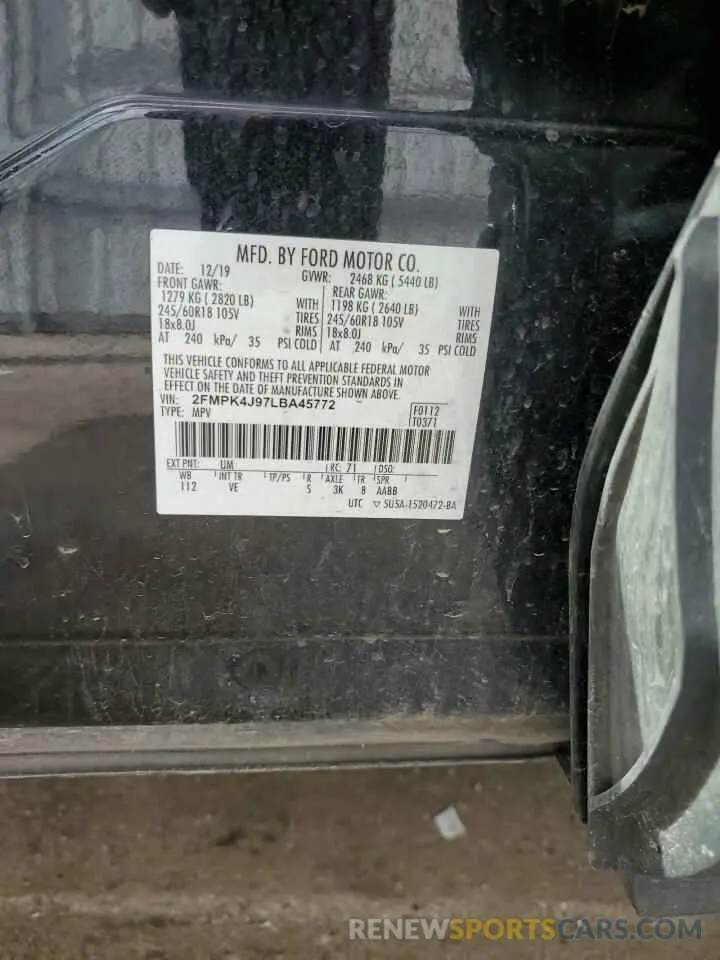 MFD. BY FORD MOTOR CO.
DATE: 12/19 GVWR: 2468 KG ( 5440 LB)
FRONT GAWR: REAR GAWR:
1279 KG ( 2820 LB) WITH 1198 KG ( 2640 LB) WITH
245/60R18 105V TIRES 245/60R18 105V TIRES
18x8.0J RIMS 18x8.0J RIMS
AT 240 kPa/ 35 PSI COLD AT 240 kPa/ 35 PSI COLD
THIS VEHICLE CONFORMS TO ALL APPLICABLE FEDERAL MOTOR
VEHICLE SAFETY AND THEFT PREVENTION STANDARDS IN
EFFECT ON THE DATE OF MANUFACTURE SHOWN ABOVE.
VIN: 2FMPK4J97LBA45772
TYPE: MPV F0112
T0371
EXT PNT: UM RC: 71 DSO:
WB INT TR TP/PS R AXLE TR SPR
112 VE S 3K 8 AABB
UTC ▽ 5U5A-1520472-BA
RENEWSPORTSCARS.COM